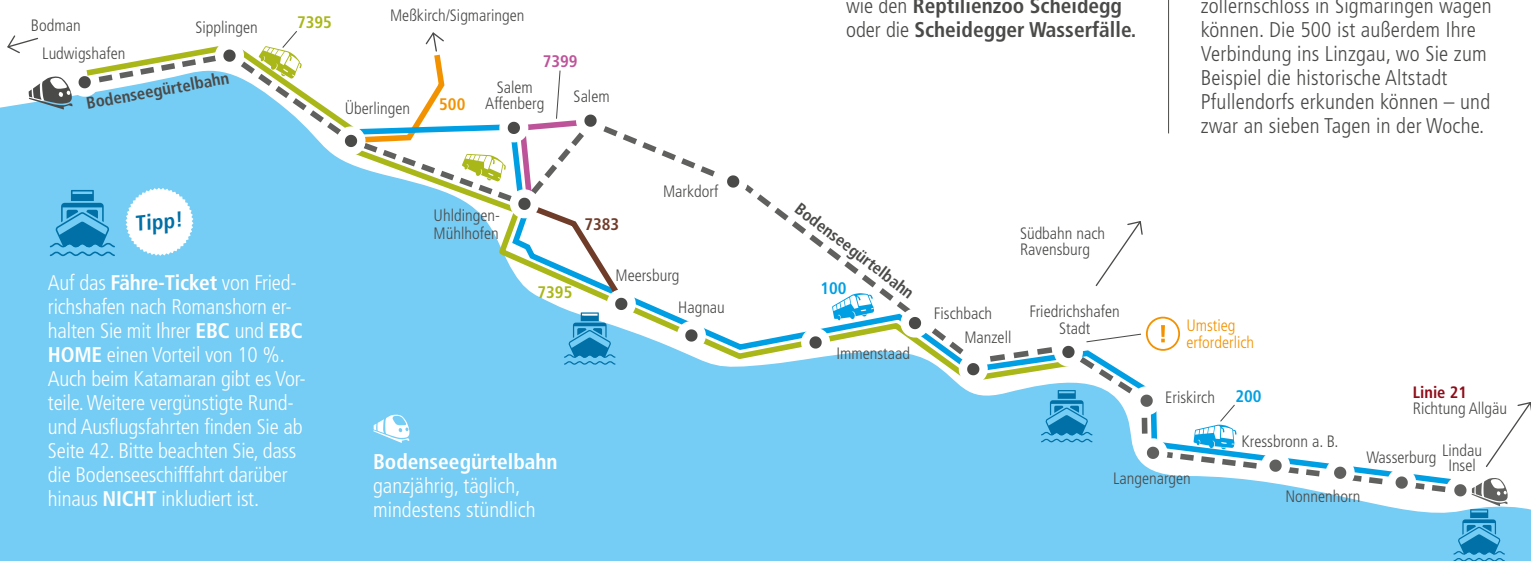 wie den Reptilienzoo Scheidegg
oder die Scheidegger Wasserfälle.
zollernschloss in Sigmaringen wagen
können. Die 500 ist außerdem Ihre
Verbindung ins Linzgau, wo Sie zum
Beispiel die historische Altstadt
Pfullendorfs erkunden können – und
zwar an sieben Tagen in der Woche.
Bodman
Ludwigshafen
Sipplingen
7395
Meßkirch/Sigmaringen
Bodenseegürtelbahn
Überlingen
500
7399
Salem
Affenberg
Salem
Markdorf
Uhldingen-
Mühlhofen
7383
7395
Meersburg
Hagnau
100
Immenstaad
Bodenseegürtelbahn
Fischbach
Manzell
Südbahn nach
Ravensburg
Friedrichshafen
Stadt
! Umstieg
erforderlich
Eriskirch
200
Langenargen
Kressbronn a. B.
Nonnenhorn
Wasserburg
Lindau
Insel
Linie 21
Richtung Allgäu
Tipp!
Auf das Fähre-Ticket von Fried-
richshafen nach Romanshorn er-
halten Sie mit Ihrer EBC und EBC
HOME einen Vorteil von 10 %.
Auch beim Katamaran gibt es Vor-
teile. Weitere vergünstigte Rund-
und Ausflugsfahrten finden Sie ab
Seite 42. Bitte beachten Sie, dass
die Bodenseeschifffahrt darüber
hinaus NICHT inkludiert ist.
Bodenseegürtelbahn
ganzjährig, täglich,
mindestens stündlich